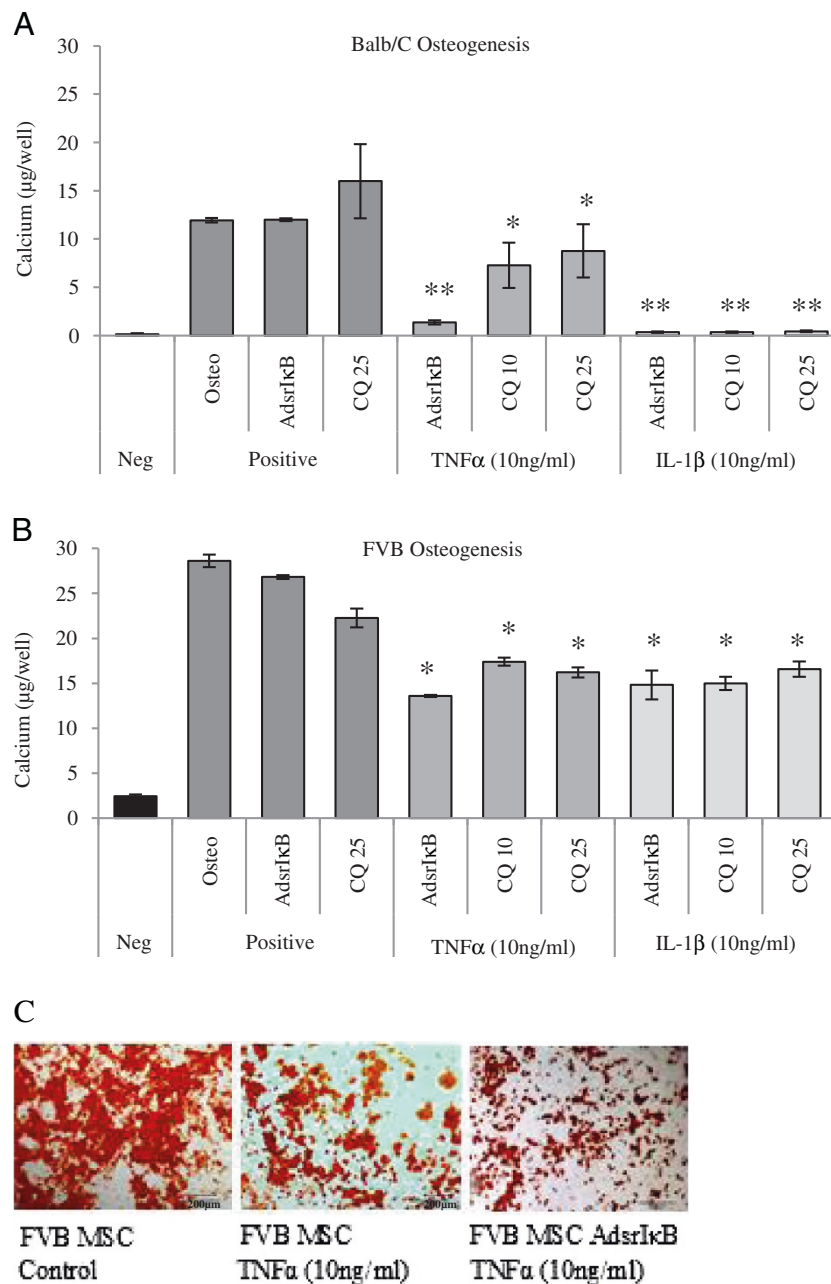 A
Balb/C Osteogenesis
Calcium (µg/well)
30
25
20
15
10
5
0
* *
** ** ** **
Osteo AdsrIκB CQ 25 AdsrIκB CQ 10 CQ 25 AdsrIκB CQ 10 CQ 25
Neg Positive TNFα (10ng/ml) IL-1β (10ng/ml)
B
FVB Osteogenesis
Calcium (µg/well)
30
25
20
15
10
5
0
* * * * * *
Osteo AdsrIκB CQ 25 AdsrIκB CQ 10 CQ 25 AdsrIκB CQ 10 CQ 25
Neg Positive TNFα (10ng/ml) IL-1β (10ng/ml)
C
200µm 200µm
FVB MSC
Control
FVB MSC
TNFα (10ng/ml)
FVB MSC AdsrIκB
TNFα (10ng/ml)